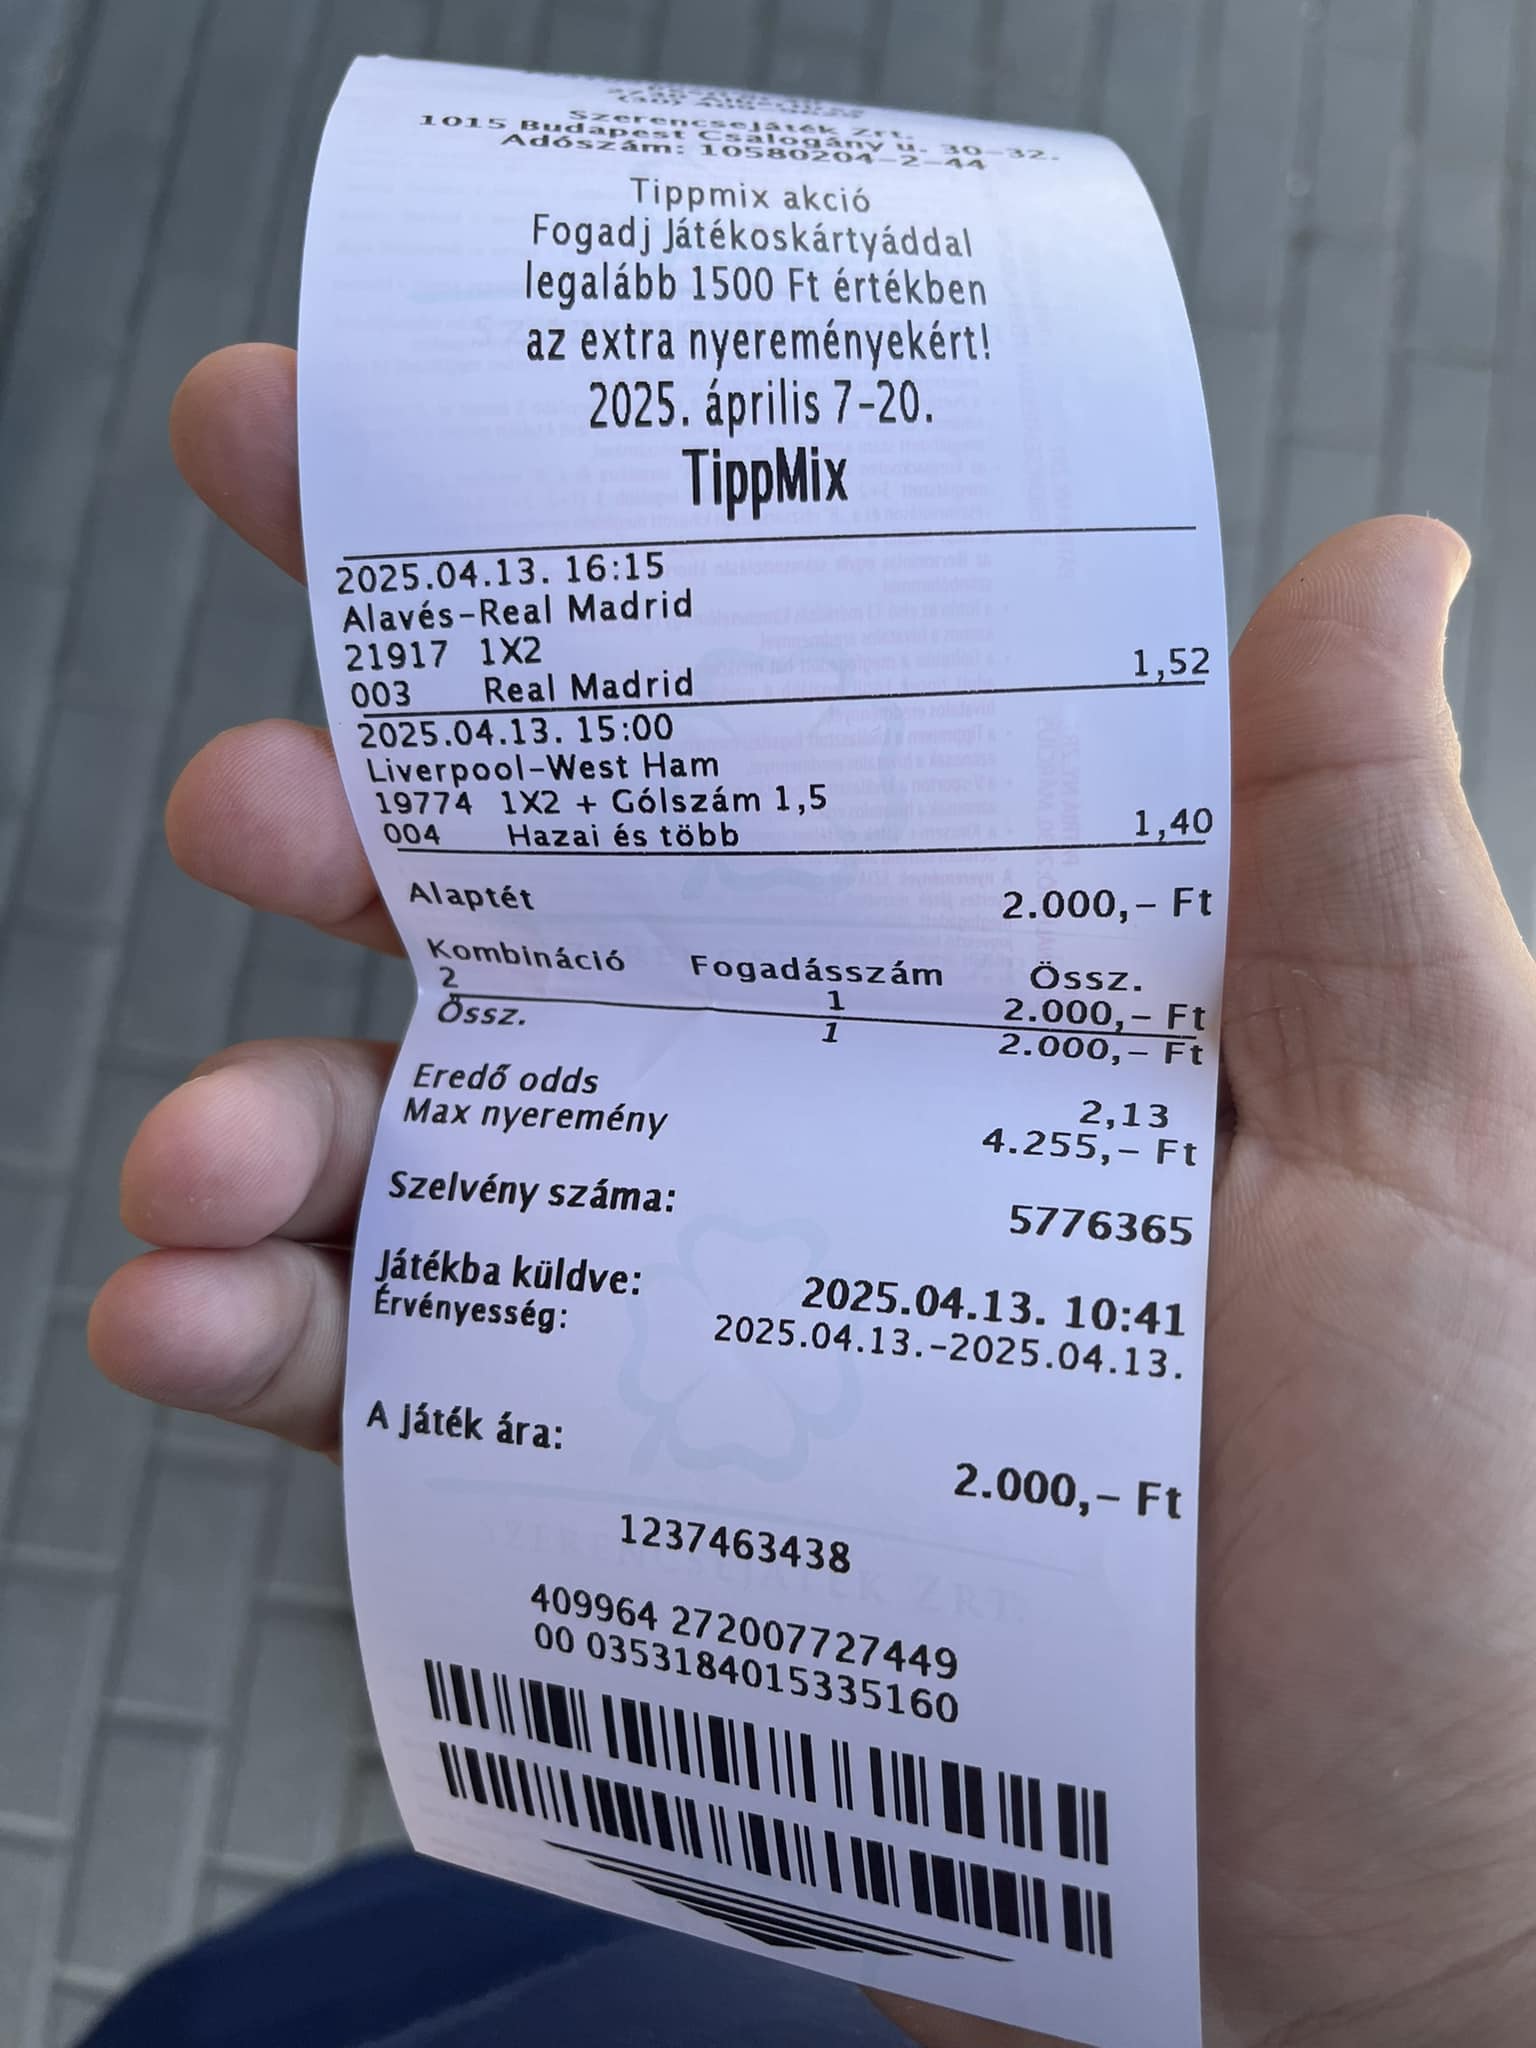 Szerencsejáték Zrt.
1015 Budapest Csalogány u. 30-32.
Adószám: 10580204-2-44
Tippmix akció
Fogadj Játékoskártyáddal
legalább 1500 Ft értékben
az extra nyereményekért!
2025. április 7-20.
TippMix
2025.04.13. 16:15
Alavés-Real Madrid
21917 1X2
003 Real Madrid 1,52
2025.04.13. 15:00
Liverpool-West Ham
19774 1X2 + Gólszám 1,5
004 Hazai és több 1,40
Alaptét 2.000,- Ft
Kombináció Fogadásszám Össz.
2 1 2.000,- Ft
Össz. 1 2.000,- Ft
Eredő odds 2,13
Max nyeremény 4.255,- Ft
Szelvény száma: 5776365
Játékba küldve: 2025.04.13. 10:41
Érvényesség: 2025.04.13.-2025.04.13.
A játék ára:
2.000,- Ft
1237463438
SZERENCSEJÁTÉK ZRT.
409964 272007727449
00 0353184015335160